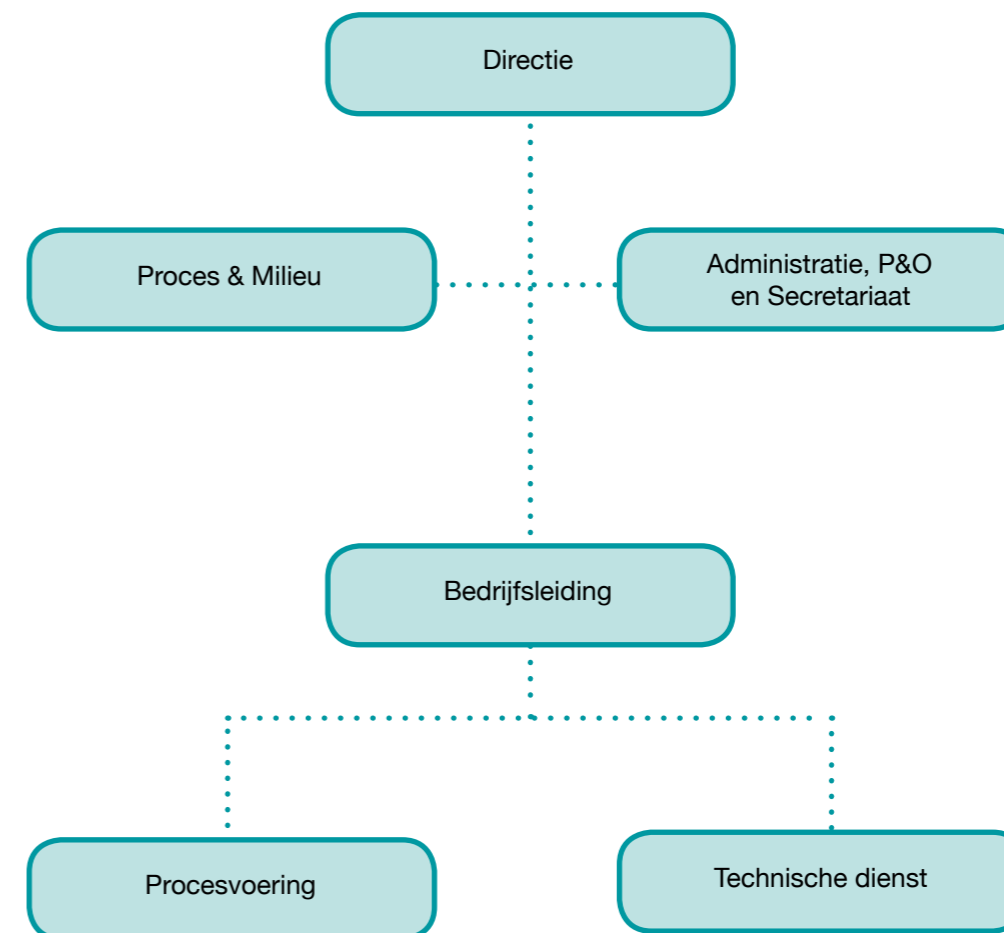 Directie
Proces & Milieu
Administratie, P&O
en Secretariaat
Bedrijfsleiding
Procesvoering
Technische dienst